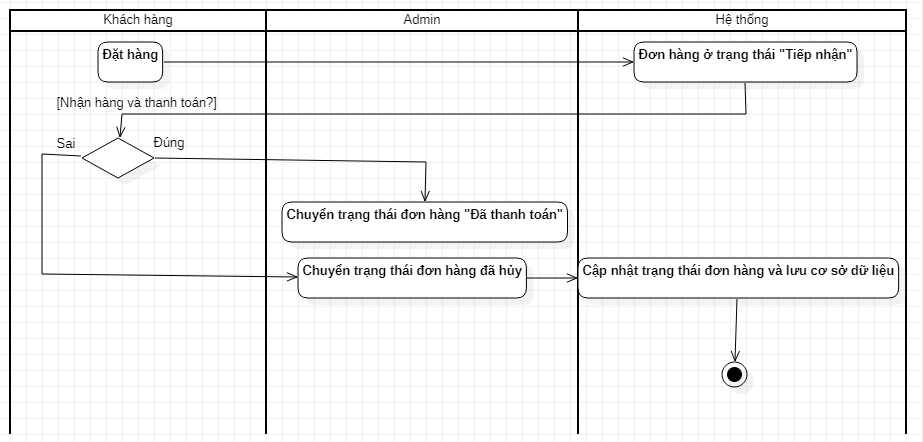 Khách hàng
Admin
Hệ thống
Đặt hàng
Đơn hàng ở trạng thái "Tiếp nhận"
[Nhận hàng và thanh toán?]
Sai
Đúng
Chuyển trạng thái đơn hàng "Đã thanh toán"
Chuyển trạng thái đơn hàng đã hủy
Cập nhật trạng thái đơn hàng và lưu cơ sở dữ liệu